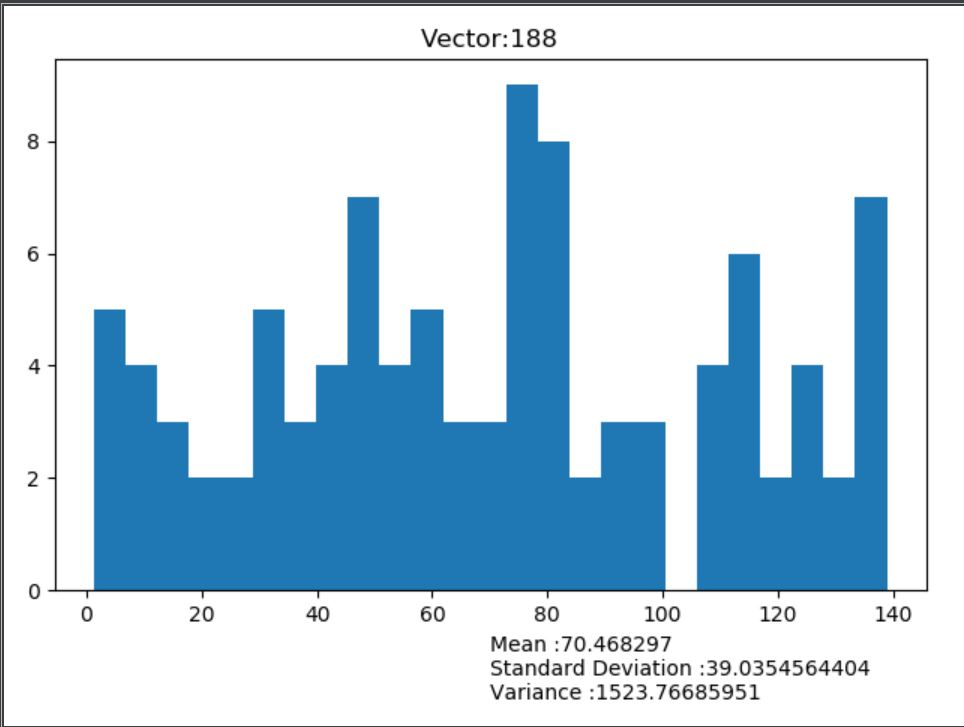 Vector:188
8
6
4
2
0
0 20 40 60 80 100 120 140
Mean :70.468297
Standard Deviation :39.0354564404
Variance :1523.76685951